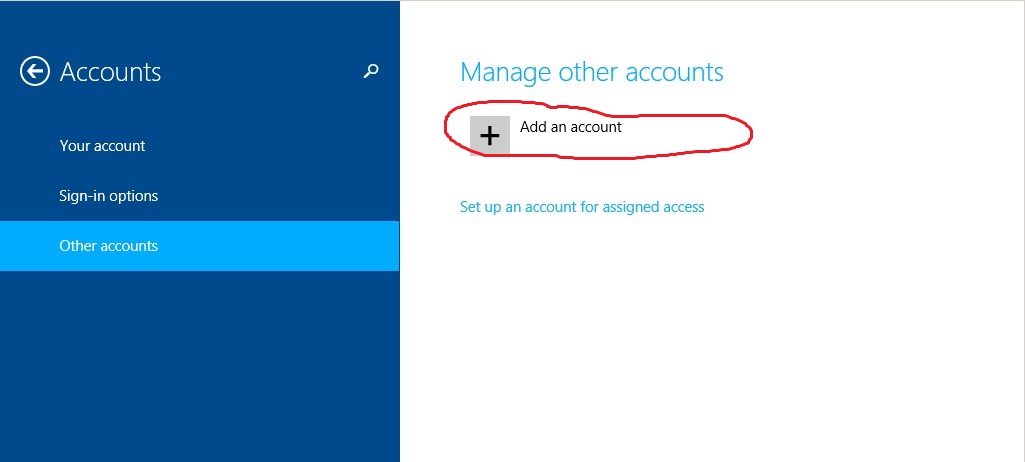 Accounts
Your account
Sign-in options
Other accounts
Manage other accounts
Add an account
Set up an account for assigned access